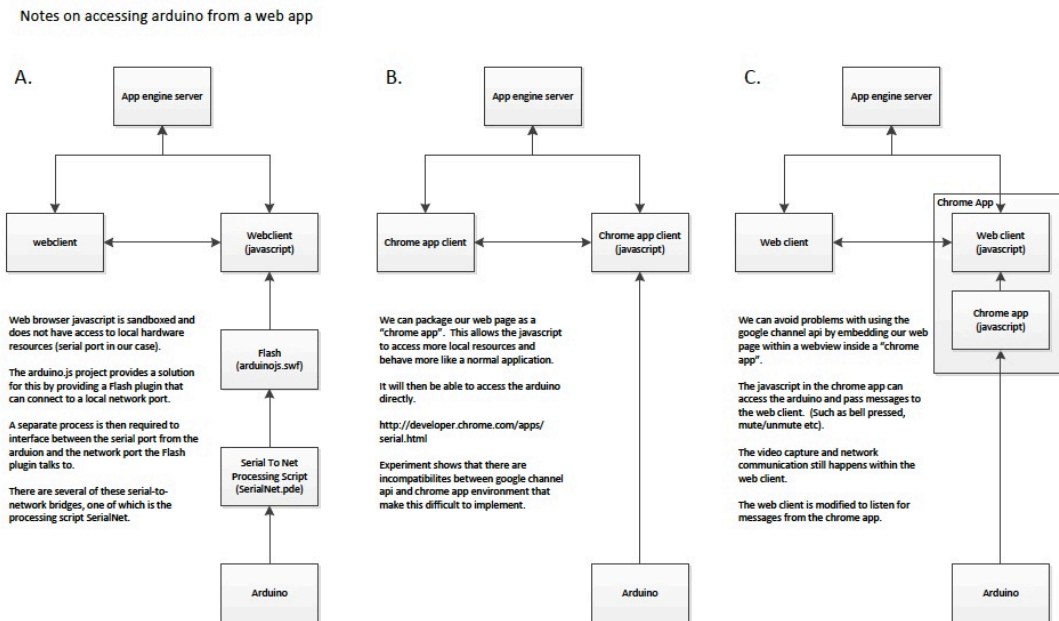 Notes on accessing arduino from a web app
A.
App engine server
webclient
Webclient
(javascript)
Web browser javascript is sandboxed and
does not have access to local hardware
resources (serial port in our case).
The arduino.js project provides a solution
for this by providing a Flash plugin that
can connect to a local network port.
A separate process is then required to
interface between the serial port from the
arduion and the network port the Flash
plugin talks to.
There are several of these serial-to-
network bridges, one of which is the
processing script SerialNet.
Flash
(arduinojs.swf)
Serial To Net
Processing Script
(SerialNet.pde)
Arduino
B.
App engine server
Chrome app client
Chrome app client
(javascript)
We can package our web page as a
“chrome app”.  This allows the javascript
to access more local resources and
behave more like a normal application.
It will then be able to access the arduino
directly.
http://developer.chrome.com/apps/
serial.html
Experiment shows that there are
incompatibilites between google channel
api and chrome app environment that
make this difficult to implement.
Arduino
C.
App engine server
Chrome App
Web client
Web client
(javascript)
Chrome app
(javascript)
We can avoid problems with using the
google channel api by embedding our web
page within a webview inside a “chrome
app”.
The javascript in the chrome app can
access the arduino and pass messages to
the web client.  (Such as bell pressed,
mute/unmute etc).
The video capture and network
communication still happens within the
web client.
The web client is modified to listen for
messages from the chrome app.
Arduino